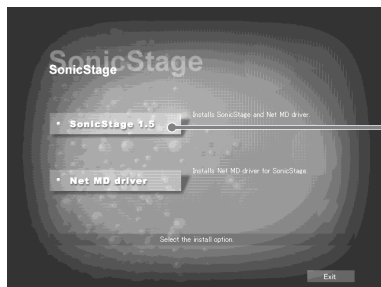 SonicStage
SonicStage
Installs SonicStage and Net MD driver.
• SonicStage 1.5
Installs Net MD driver for SonicStage.
• Net MD driver
Select the install option.
Exit